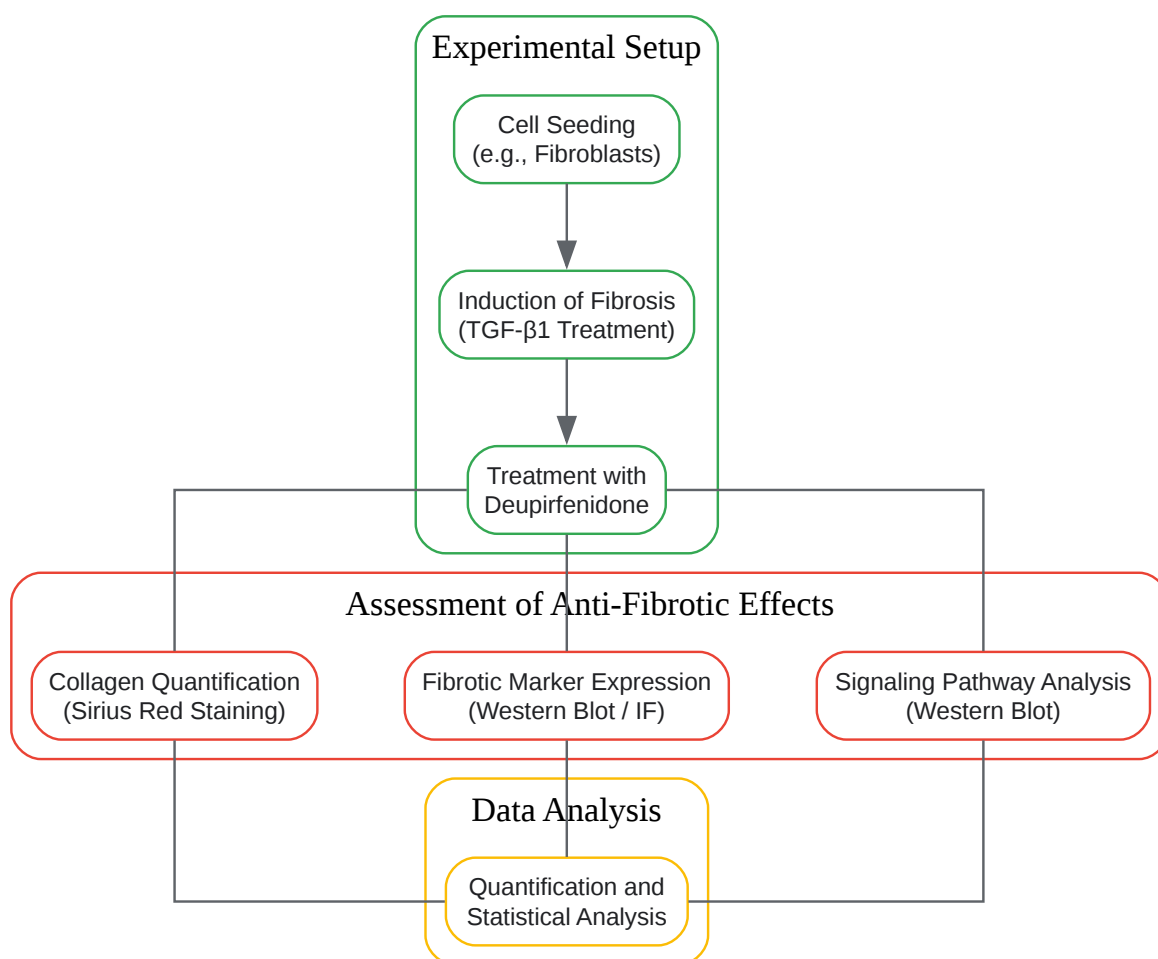 Experimental Setup
Cell Seeding
(e.g., Fibroblasts)
Induction of Fibrosis
(TGF-β1 Treatment)
Treatment with
Deupirfenidone
Assessment of Anti-Fibrotic Effects
Collagen Quantification
(Sirius Red Staining)
Fibrotic Marker Expression
(Western Blot / IF)
Signaling Pathway Analysis
(Western Blot)
Data Analysis
Quantification and
Statistical Analysis